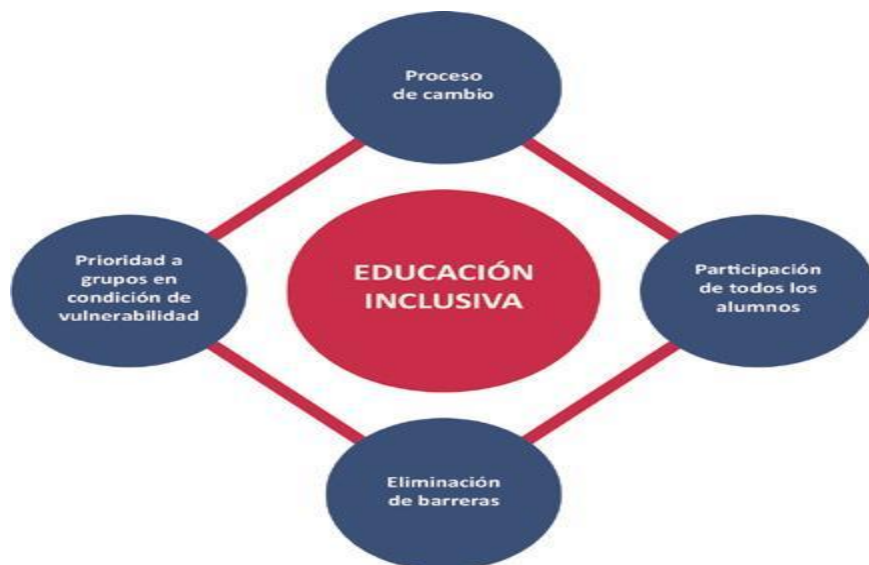 Proceso
de cambio
Prioridad a
grupos en
condición de
vulnerabilidad
EDUCACIÓN
INCLUSIVA
Participación
de todos los
alumnos
Eliminación
de barreras